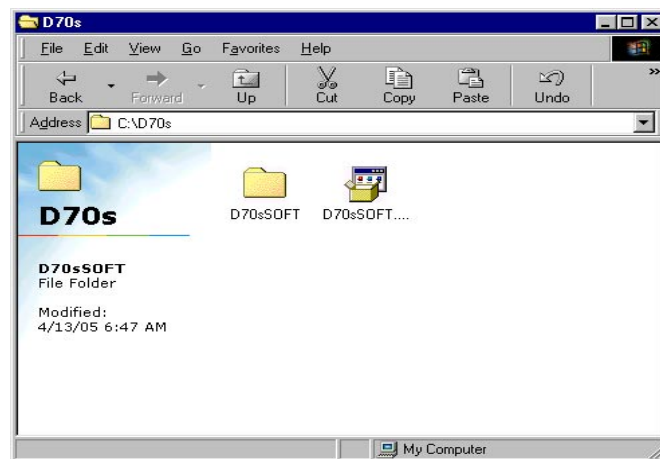 D70s
File Edit View Go Favorites Help
Back Forward Up Cut Copy Paste Undo »
Address C:\D70s
D70sSOFT D70sSOFT....
D70s
D70sSOFT
File Folder
Modified:
4/13/05 6:47 AM
My Computer